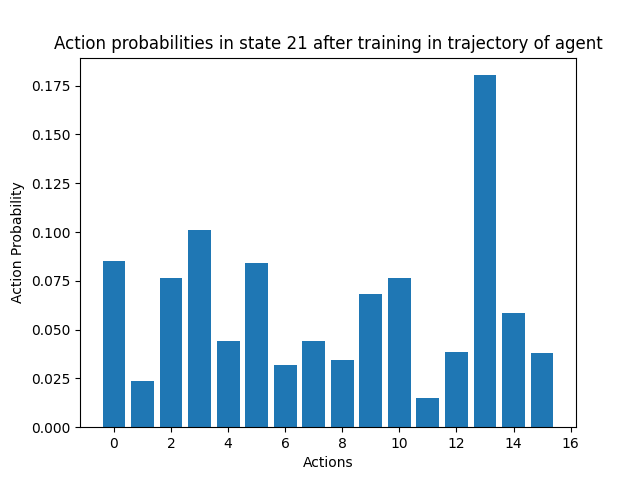 Action probabilities in state 21 after training in trajectory of agent
0.175
0.150
0.125
0.100
0.075
0.050
0.025
0.000
Action Probability
0 2 4 6 8 10 12 14 16
Actions